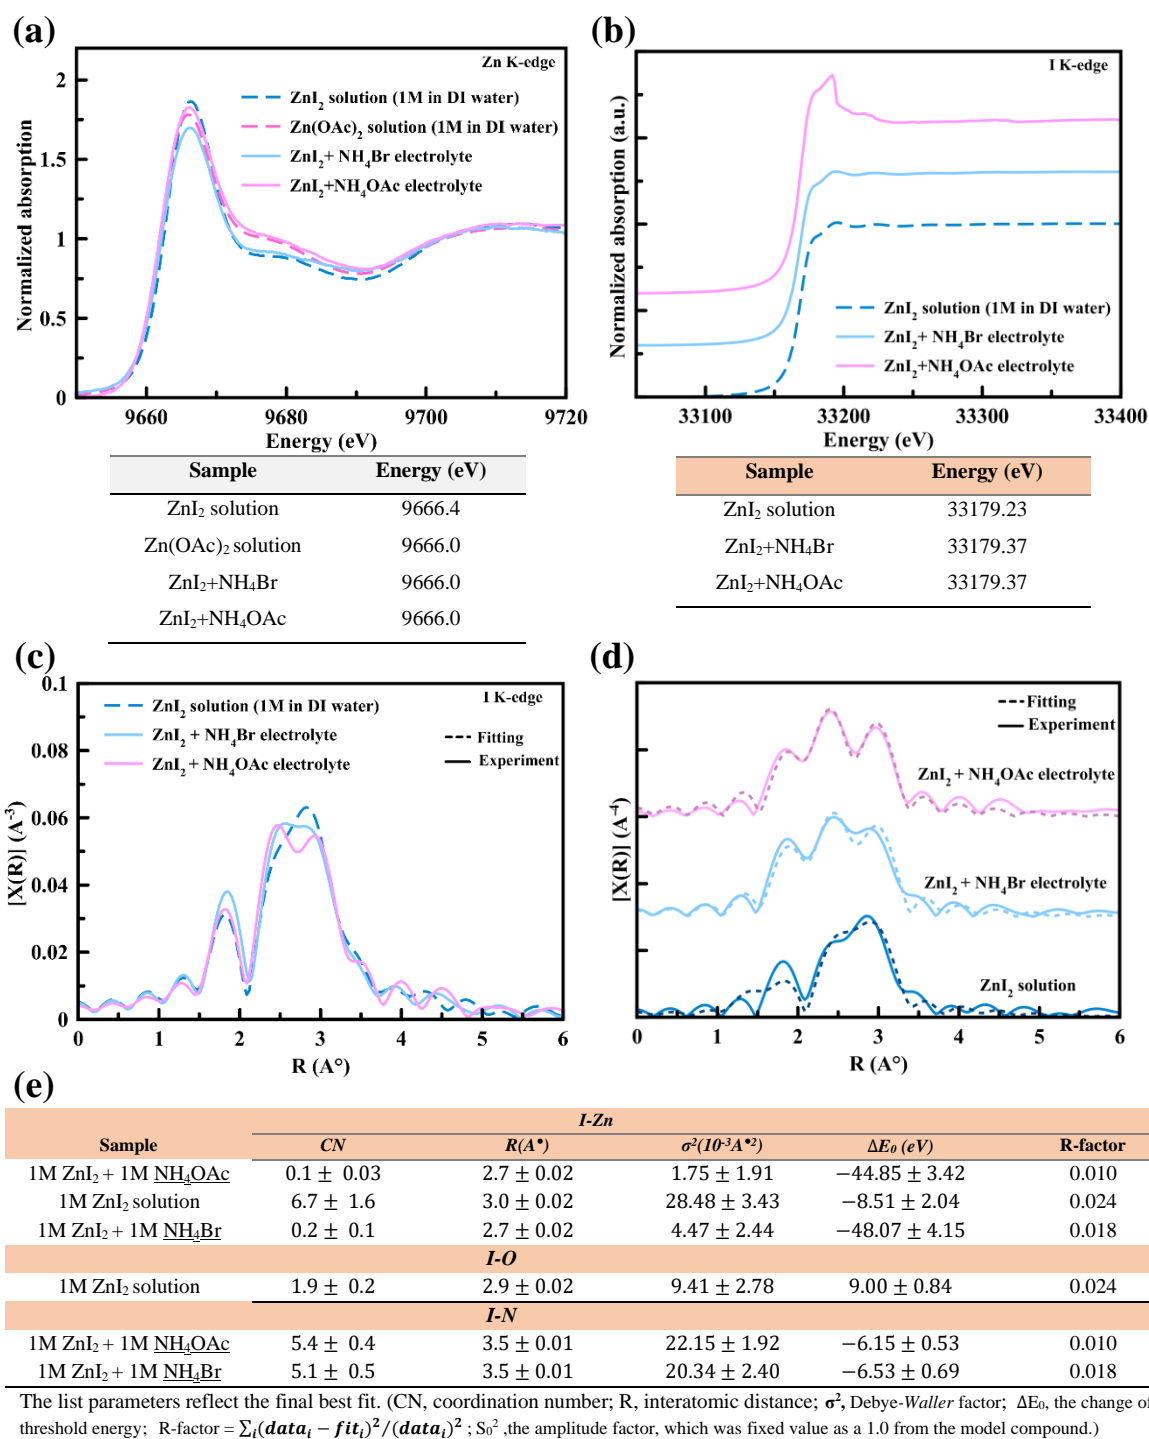 (a)
Zn K-edge
ZnI2 solution (1M in DI water)
Zn(OAc)2 solution (1M in DI water)
ZnI2+ NH4Br electrolyte
ZnI2+NH4OAc electrolyte
Normalized absorption
2
1.5
1
0.5
0
9660 9680 9700 9720
Energy (eV)
Sample Energy (eV)
ZnI2 solution 9666.4
Zn(OAc)2 solution 9666.0
ZnI2+NH4Br 9666.0
ZnI2+NH4OAc 9666.0
(b)
I K-edge
Normalized absorption (a.u.)
ZnI2 solution (1M in DI water)
ZnI2+ NH4Br electrolyte
ZnI2+NH4OAc electrolyte
33100 33200 33300 33400
Energy (eV)
Sample Energy (eV)
ZnI2 solution 33179.23
ZnI2+NH4Br 33179.37
ZnI2+NH4OAc 33179.37
(c)
I K-edge
ZnI2 solution (1M in DI water)
ZnI2 + NH4Br electrolyte
ZnI2 + NH4OAc electrolyte
Fitting
Experiment
[X(R)] (A-3)
0.1
0.08
0.06
0.04
0.02
0
0 1 2 3 4 5 6
R (A°)
(d)
Fitting
Experiment
ZnI2 + NH4OAc electrolyte
ZnI2 + NH4Br electrolyte
ZnI2 solution
[X(R)] (A-4)
0 1 2 3 4 5 6
R (A°)
(e)
I-Zn
Sample CN R(A•) σ2(10-3A•2) ΔE0 (eV) R-factor
1M ZnI2 + 1M NH4OAc 0.1 ± 0.03 2.7 ± 0.02 1.75 ± 1.91 −44.85 ± 3.42 0.010
1M ZnI2 solution 6.7 ± 1.6 3.0 ± 0.02 28.48 ± 3.43 −8.51 ± 2.04 0.024
1M ZnI2 + 1M NH4Br 0.2 ± 0.1 2.7 ± 0.02 4.47 ± 2.44 −48.07 ± 4.15 0.018
I-O
1M ZnI2 solution 1.9 ± 0.2 2.9 ± 0.02 9.41 ± 2.78 9.00 ± 0.84 0.024
I-N
1M ZnI2 + 1M NH4OAc 5.4 ± 0.4 3.5 ± 0.01 22.15 ± 1.92 −6.15 ± 0.53 0.010
1M ZnI2 + 1M NH4Br 5.1 ± 0.5 3.5 ± 0.01 20.34 ± 2.40 −6.53 ± 0.69 0.018
The list parameters reflect the final best fit. (CN, coordination number; R, interatomic distance; σ2, Debye-Waller factor; ΔE0, the change of
threshold energy; R-factor = ∑i(datai − fiti)2/(datai)2 ; S02 ,the amplitude factor, which was fixed value as a 1.0 from the model compound.)